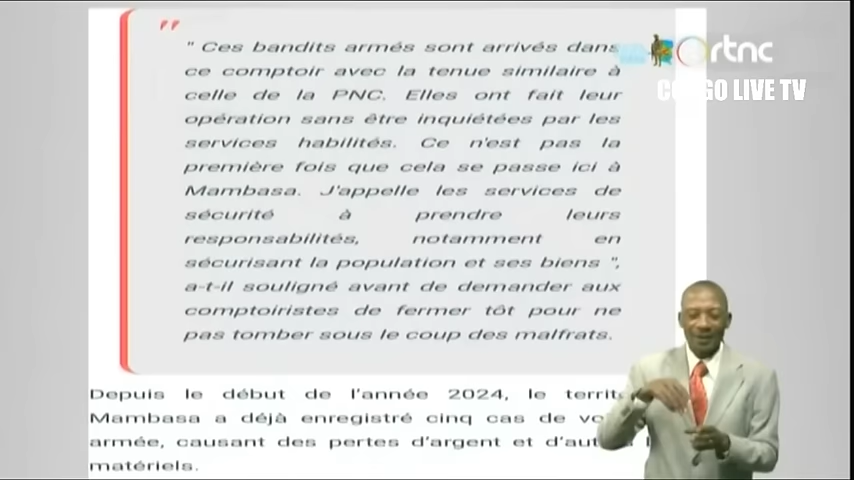 " Ces bandits armés sont arrivés dans
ce comptoir avec la tenue similaire à
celle de la PNC. Elles ont fait leur
opération sans être inquiétées par les
services habilités. Ce n'est pas la
première fois que cela se passe ici à
Mambasa. J'appelle les services de
sécurité à prendre leurs
responsabilités, notamment en
sécurisant la population et ses biens ",
a-t-il souligné avant de demander aux
comptoiristes de fermer tôt pour ne
pas tomber sous le coup des malfrats.
Depuis le début de l'année 2024, le
Mambasa a déjà enregistré cinq cas de
armée, causant des pertes d'argent et
matériels.
rtnc
CONGO LIVE TV